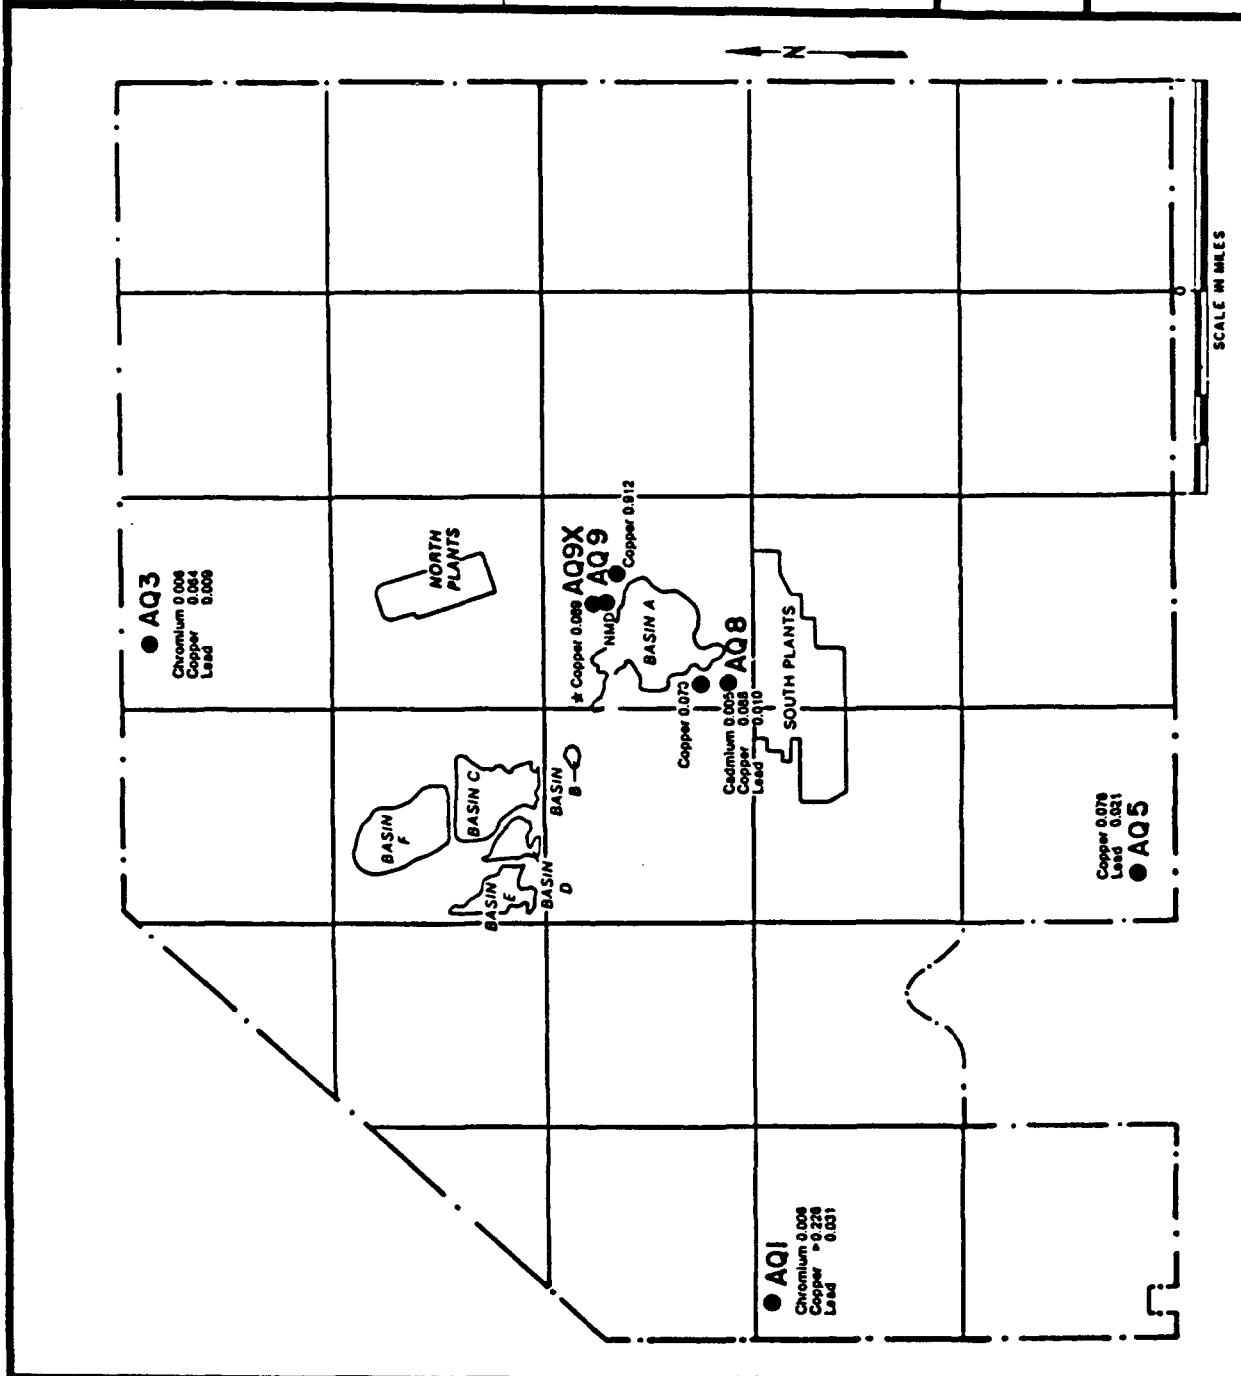 N
AQ3
Chromium 0.006
Copper 0.064
Lead 0.009
NORTH
PLANTS
★ Copper 0.089
AQ9X
NMD
AQ9
Copper 0.912
BASIN A
Copper 0.073
AQ8
Cadmium 0.005
Copper 0.088
Lead 0.010
SOUTH PLANTS
BASIN
F
BASIN C
BASIN
B
BASIN
E
BASIN
D
Copper 0.078
Lead 0.021
AQ5
AQ1
Chromium 0.006
Copper 0.226
Lead 0.031
0
SCALE IN MILES